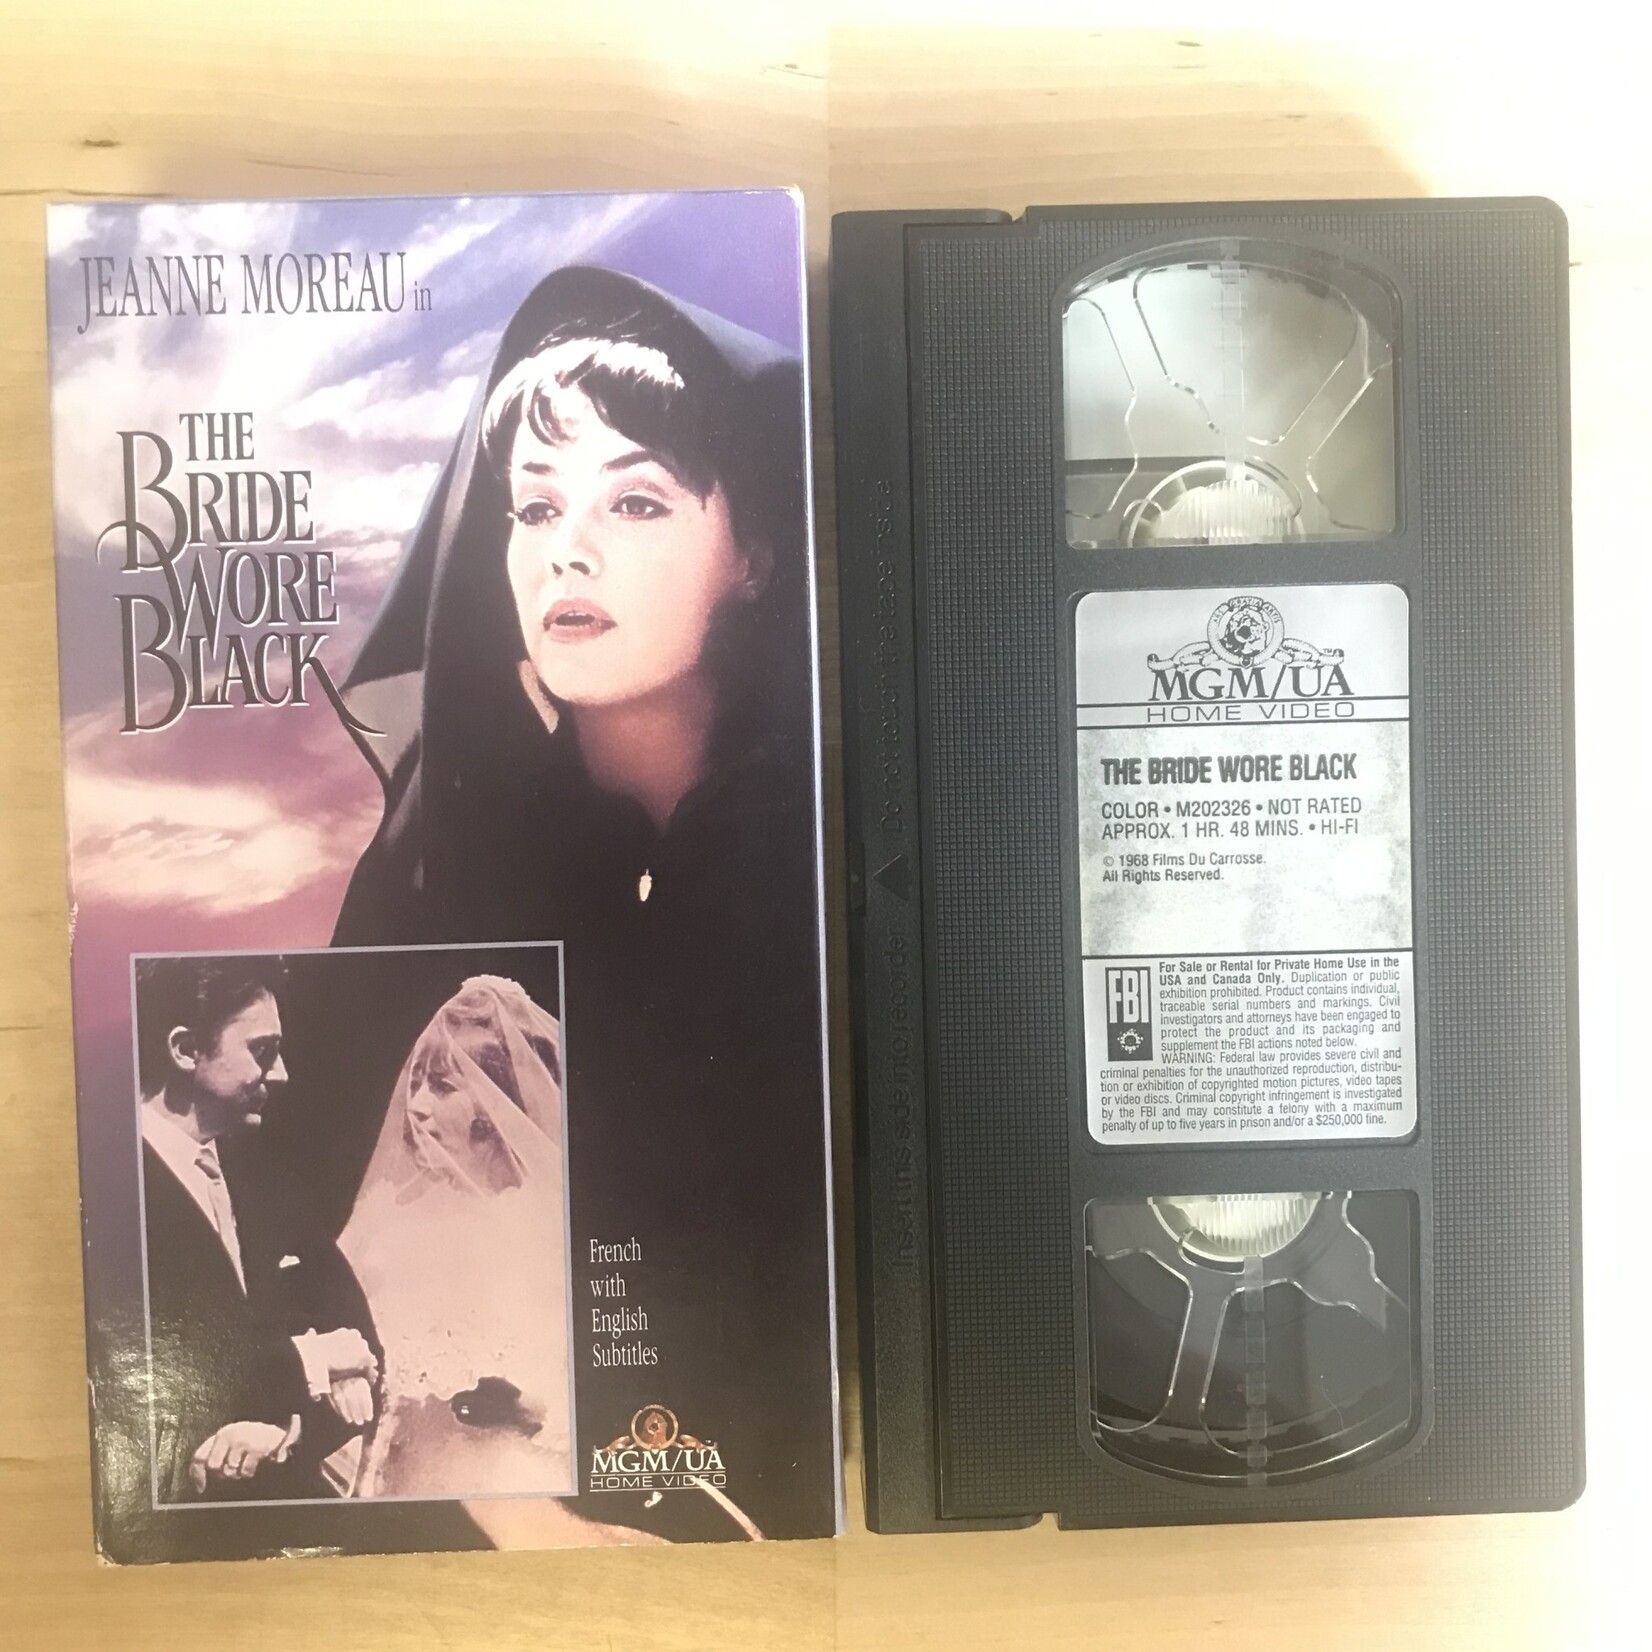 JEANNE MOREAU in
THE
BRIDE
WORE
BLACK
French
with
English
Subtitles
MGM/UA
HOME VIDEO
Do not touch the tape inside
Insert this side into recorder
ARS GRATIA ARTIS
MGM/UA
HOME VIDEO
THE BRIDE WORE BLACK
COLOR • M202326 • NOT RATED
APPROX. 1 HR. 48 MINS. • HI-FI
© 1968 Films Du Carrosse.
All Rights Reserved.
FBI
For Sale or Rental for Private Home Use in the
USA and Canada Only. Duplication or public
exhibition prohibited. Product contains individual,
traceable serial numbers and markings. Civil
investigators and attorneys have been engaged to
protect the product and its packaging and
supplement the FBI actions noted below.
WARNING: Federal law provides severe civil and
criminal penalties for the unauthorized reproduction, distribu-
tion or exhibition of copyrighted motion pictures, video tapes
or video discs. Criminal copyright infringement is investigated
by the FBI and may constitute a felony with a maximum
penalty of up to five years in prison and/or a $250,000 fine.